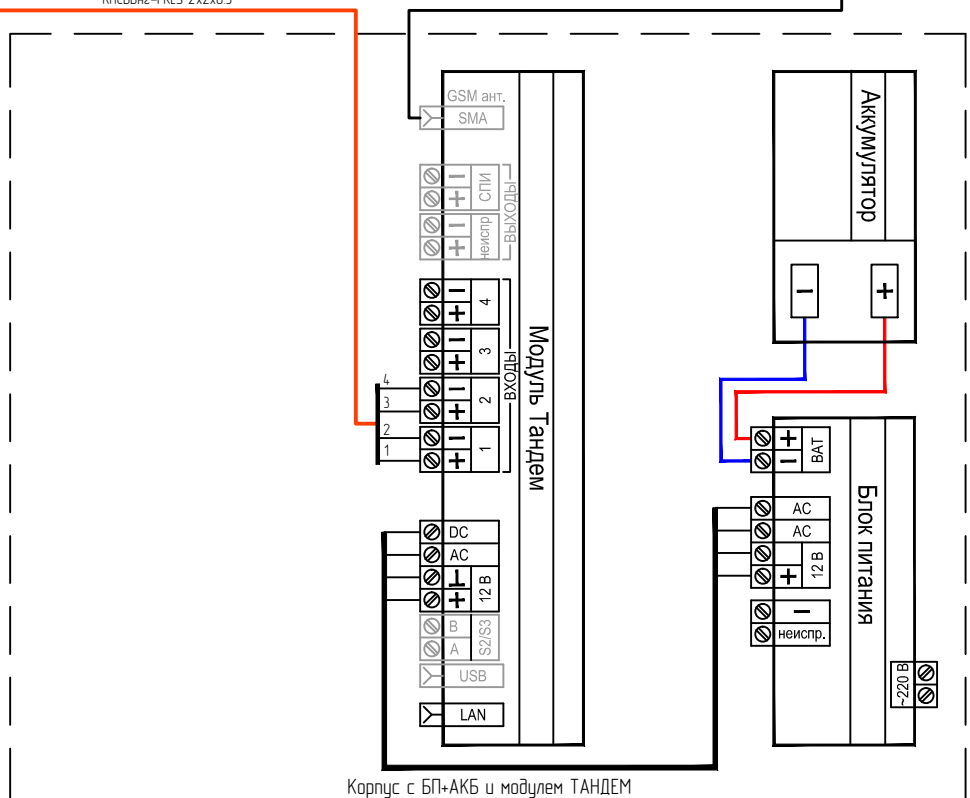 GSM ант.
SMA
−
+
СПИ
−
+
неиспр
ВЫХОДЫ
−
+
4
−
+
3
−
+
2
−
+
1
ВХОДЫ
4
3
2
1
Модуль Тандем
DC
AC
+
12 В
B
A
S2/S3
USB
LAN
Аккумулятор
−
+
+
−
BAT
AC
AC
+
12 В
−
неиспр.
Блок питания
~220 В
Корпус с БП+АКБ и модулем ТАНДЕМ